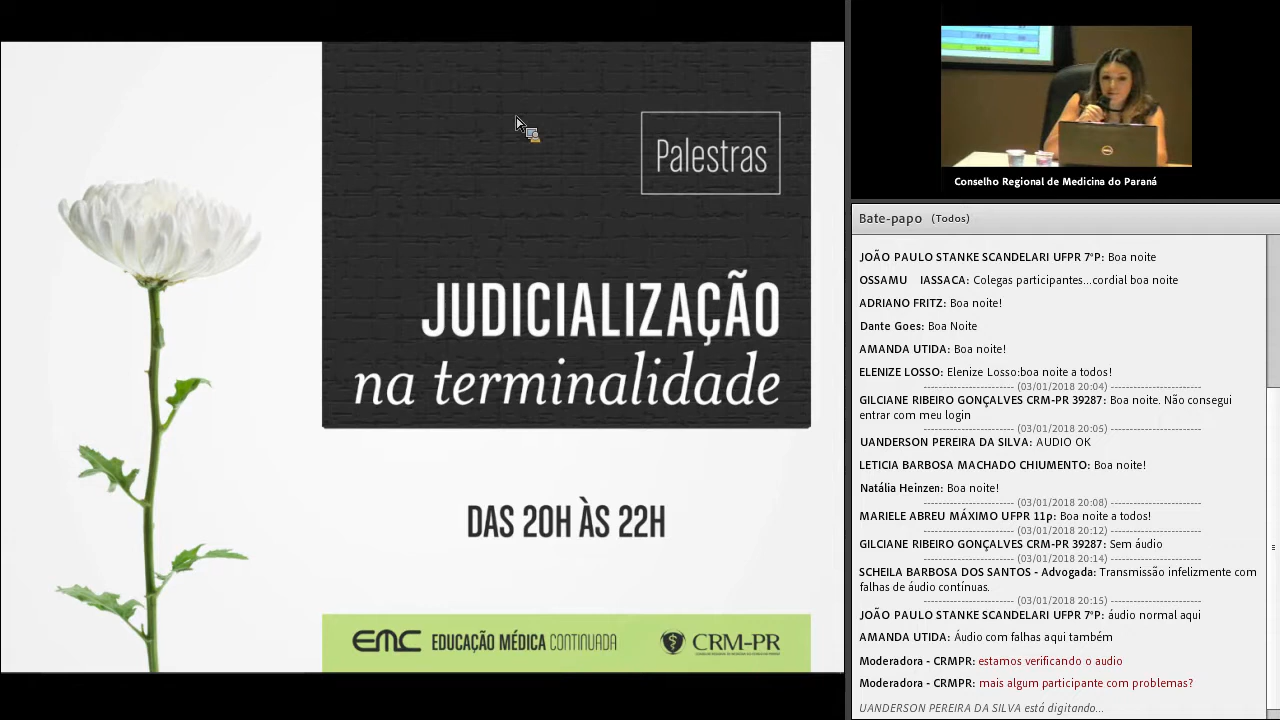 Palestras
JUDICIALIZAÇÃO
na terminalidade
DAS 20H ÀS 22H
EMC EDUCAÇÃO MÉDICA CONTINUADA
CRM-PR
DELL
Conselho Regional de Medicina do Paraná
Bate-papo (Todos)
JOÃO PAULO STANKE SCANDELARI UFPR 7ºP: Boa noite
OSSAMU IASSACA: Colegas participantes...cordial boa noite
ADRIANO FRITZ: Boa noite!
Dante Goes: Boa Noite
AMANDA UTIDA: Boa noite!
ELENIZE LOSSO: Elenize Losso:boa noite a todos!
----------------------- (03/01/2018 20:04) -----------------------
GILCIANE RIBEIRO GONÇALVES CRM-PR 39287: Boa noite. Não consegui
entrar com meu login
----------------------- (03/01/2018 20:05) -----------------------
UANDERSON PEREIRA DA SILVA: AUDIO OK
LETICIA BARBOSA MACHADO CHIUMENTO: Boa noite!
Natália Heinzen: Boa noite!
----------------------- (03/01/2018 20:08) -----------------------
MARIELE ABREU MÁXIMO UFPR 11p: Boa noite a todos!
----------------------- (03/01/2018 20:12) -----------------------
GILCIANE RIBEIRO GONÇALVES CRM-PR 39287: Sem áudio
----------------------- (03/01/2018 20:14) -----------------------
SCHEILA BARBOSA DOS SANTOS - Advogada: Transmissão infelizmente com
falhas de áudio contínuas.
----------------------- (03/01/2018 20:15) -----------------------
JOÃO PAULO STANKE SCANDELARI UFPR 7ºP: áudio normal aqui
AMANDA UTIDA: Áudio com falhas aqui também
Moderadora - CRMPR: estamos verificando o audio
Moderadora - CRMPR: mais algum participante com problemas?
UANDERSON PEREIRA DA SILVA está digitando...